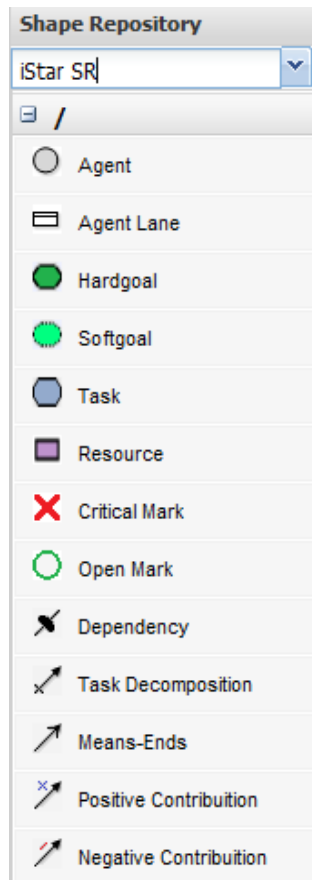 Shape Repository
iStar SR
/
Agent
Agent Lane
Hardgoal
Softgoal
Task
Resource
Critical Mark
Open Mark
Dependency
Task Decomposition
Means-Ends
Positive Contribuition
Negative Contribuition